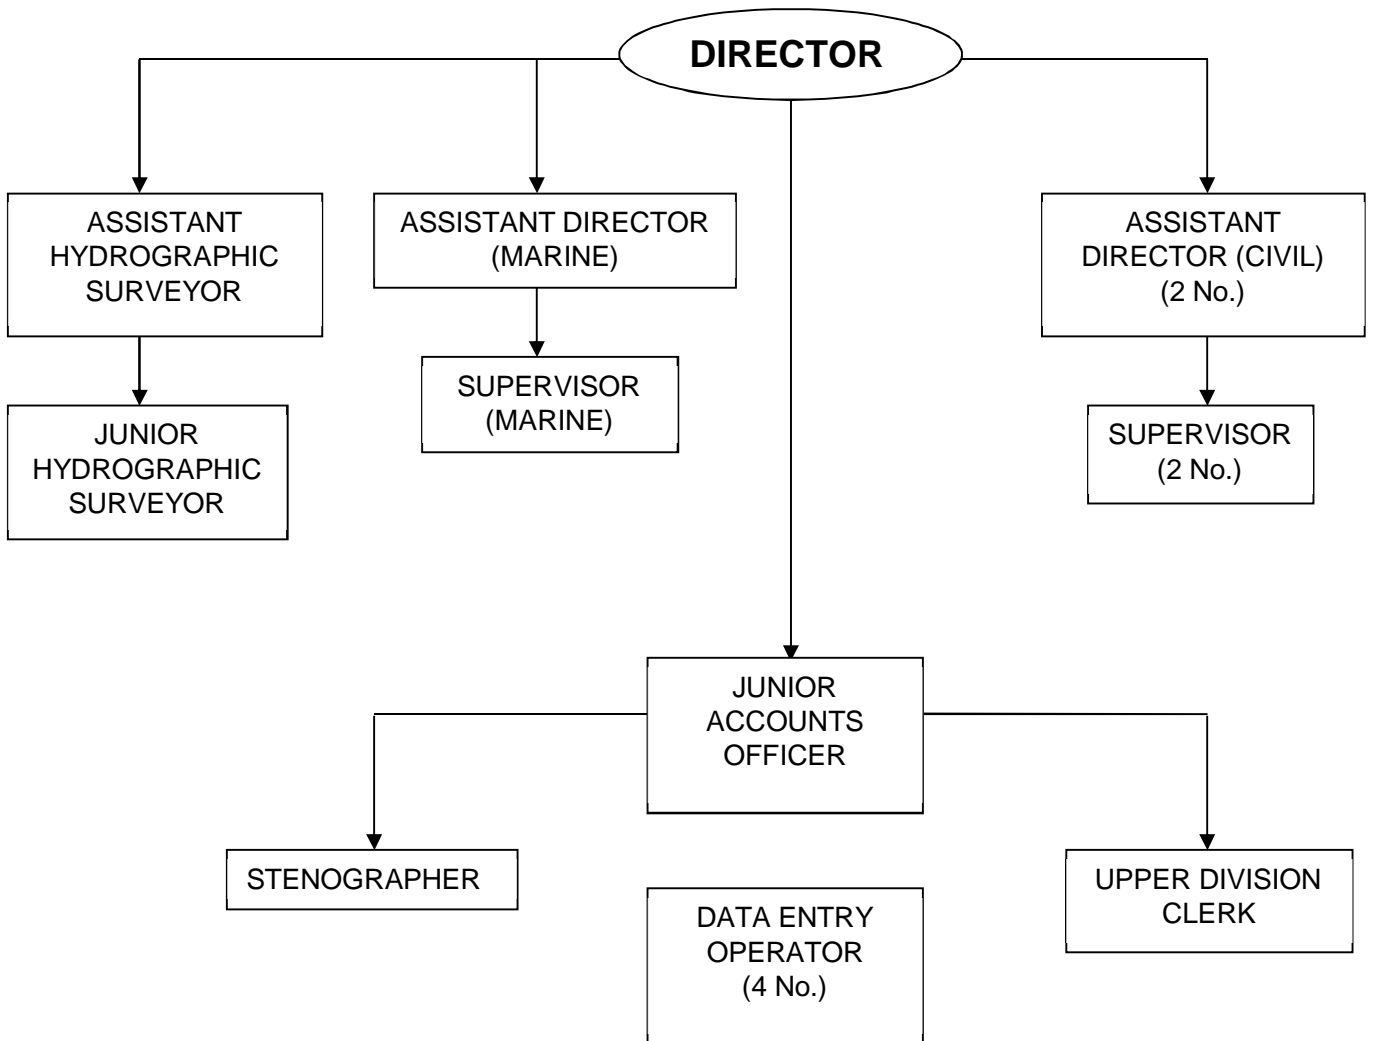 DIRECTOR
ASSISTANT
HYDROGRAPHIC
SURVEYOR
ASSISTANT DIRECTOR
(MARINE)
ASSISTANT
DIRECTOR (CIVIL)
(2 No.)
SUPERVISOR
(MARINE)
JUNIOR
HYDROGRAPHIC
SURVEYOR
SUPERVISOR
(2 No.)
JUNIOR
ACCOUNTS
OFFICER
STENOGRAPHER
DATA ENTRY
OPERATOR
(4 No.)
UPPER DIVISION
CLERK